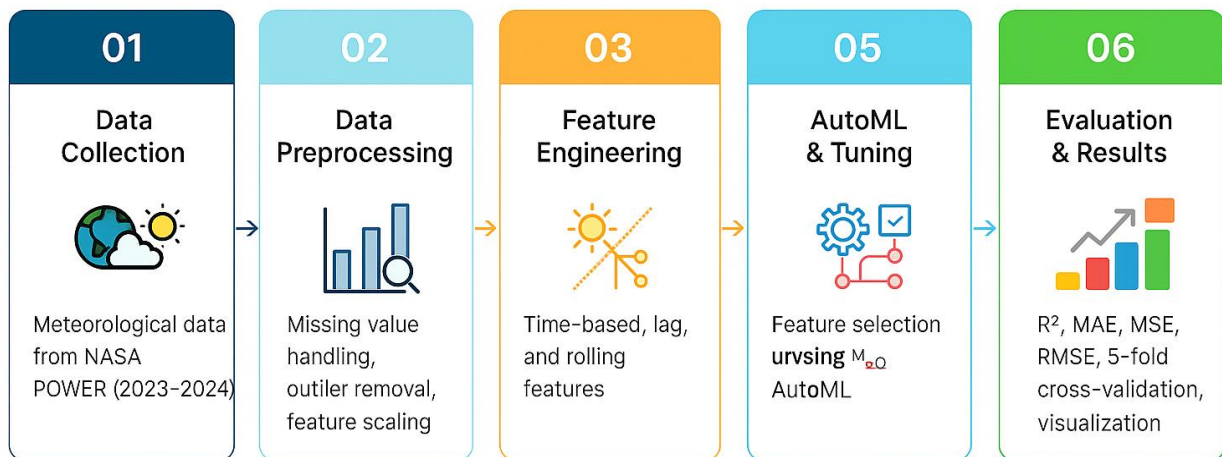 01
Data
Collection
Meteorological data
from NASA
POWER (2023–2024)
02
Data
Preprocessing
Missing value
handling,
outiler removal,
feature scaling
03
Feature
Engineering
Time-based, lag,
and rolling
features
05
AutoML
& Tuning
Feature selection
urvsing
AutoML
06
Evaluation
& Results
R², MAE, MSE,
RMSE, 5-fold
cross-validation,
visualization